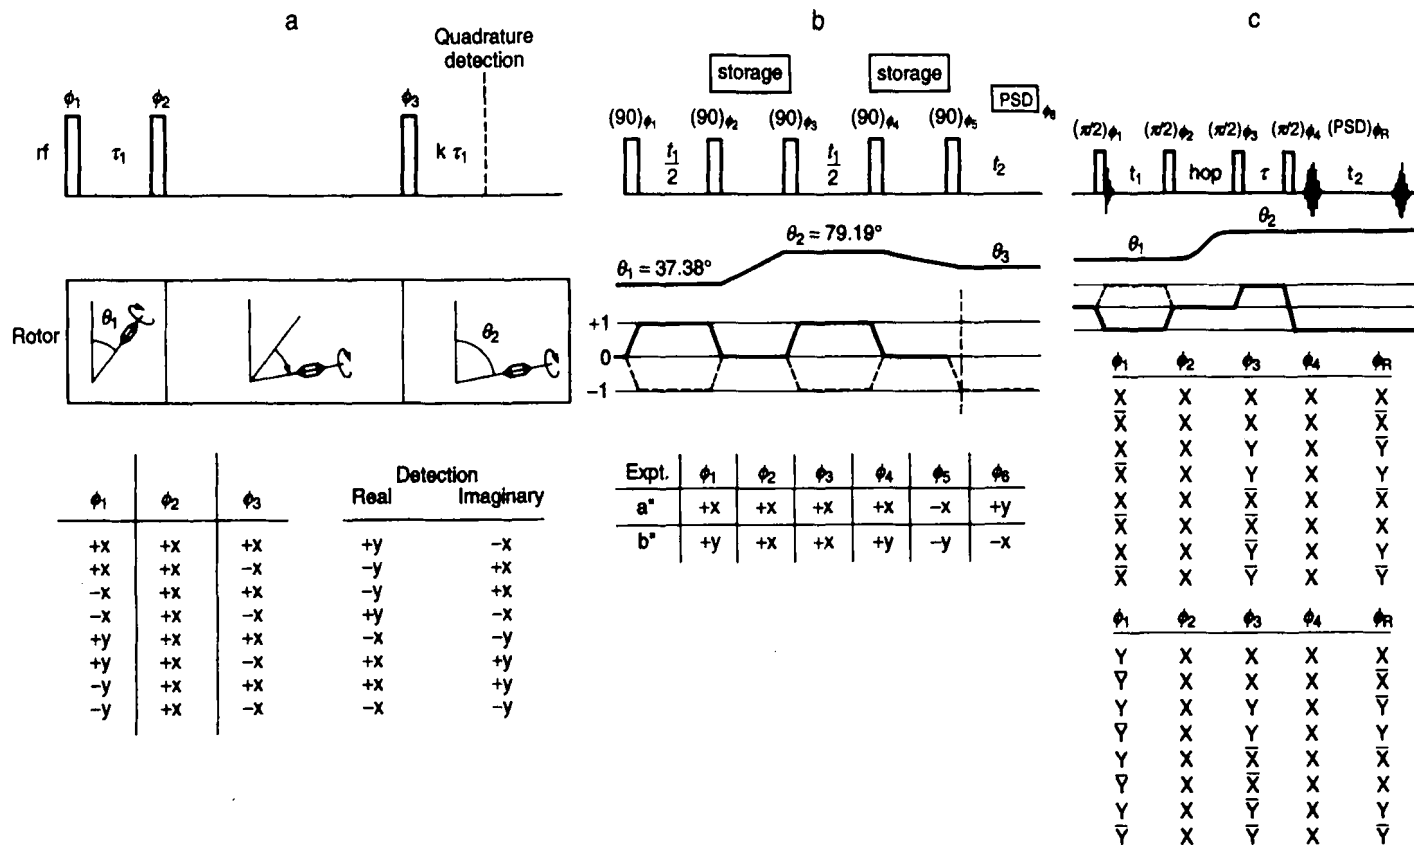 a
Quadrature
detection
ϕ1 ϕ2 ϕ3
rf τ1 k τ1
Rotor θ1 θ2
ϕ1 ϕ2 ϕ3
Detection
Real Imaginary
+x +x +x +y −x
+x +x −x −y +x
−x +x +x −y +x
−x +x −x +y −x
+y +x +x −x −y
+y +x −x +x +y
−y +x +x +x +y
−y +x −x −x −y
b
storage storage
PSD ϕ6
(90)ϕ1 (90)ϕ2 (90)ϕ3 (90)ϕ4 (90)ϕ5
t1/2 t1/2 t2
θ1 = 37.38° θ2 = 79.19° θ3
+1
0
−1
Expt. ϕ1 ϕ2 ϕ3 ϕ4 ϕ5 ϕ6
a" +x +x +x +x −x +y
b" +y +x +x +y −y −x
c
(π/2)ϕ1 (π/2)ϕ2 (π/2)ϕ3 (π/2)ϕ4 (PSD)ϕR
t1 hop τ t2
θ1 θ2
ϕ1 ϕ2 ϕ3 ϕ4 ϕR
X X X X X
X̅ X X X X̅
X X Y X Y̅
X̅ X Y X Y
X X X̅ X X̅
X̅ X X̅ X X
X X Y̅ X Y
X̅ X Y̅ X Y̅
ϕ1 ϕ2 ϕ3 ϕ4 ϕR
Y X X X X
Y̅ X X X X̅
Y X Y X Y̅
Y̅ X Y X Y
Y X X̅ X X̅
Y̅ X X̅ X X
Y X Y̅ X Y
Y̅ X Y̅ X Y̅